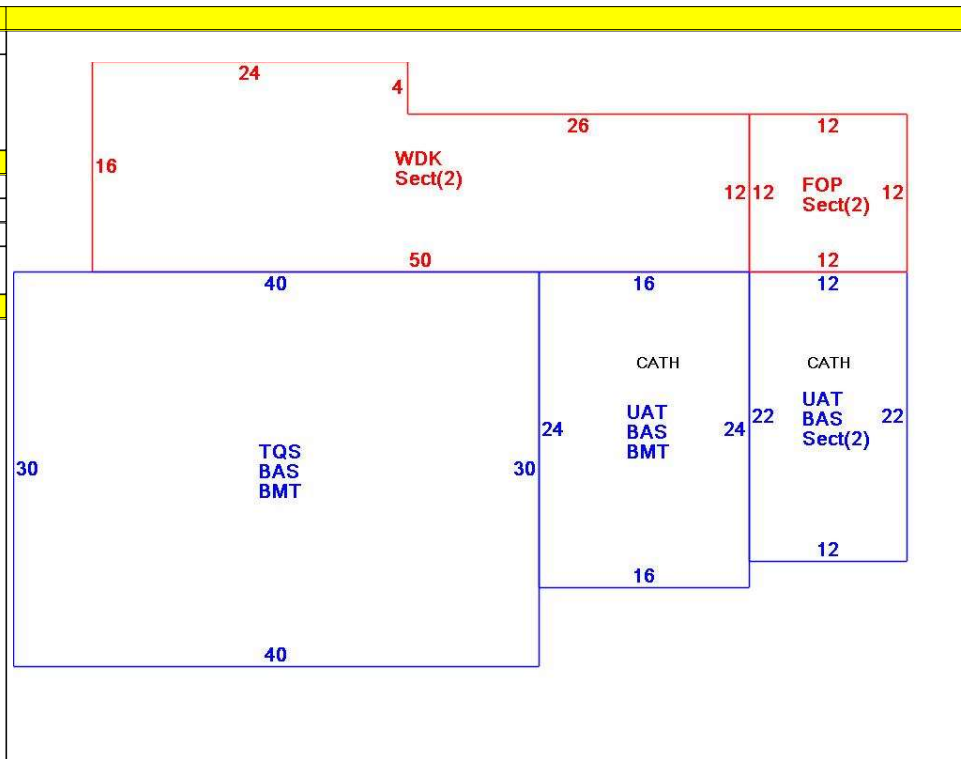 24
4
26
12
16
WDK
Sect(2)
12
12
FOP
Sect(2)
12
50
12
40
16
12
CATH
CATH
UAT
BAS
BMT
UAT
BAS
Sect(2)
24
24
22
22
TQS
BAS
BMT
30
30
12
16
40